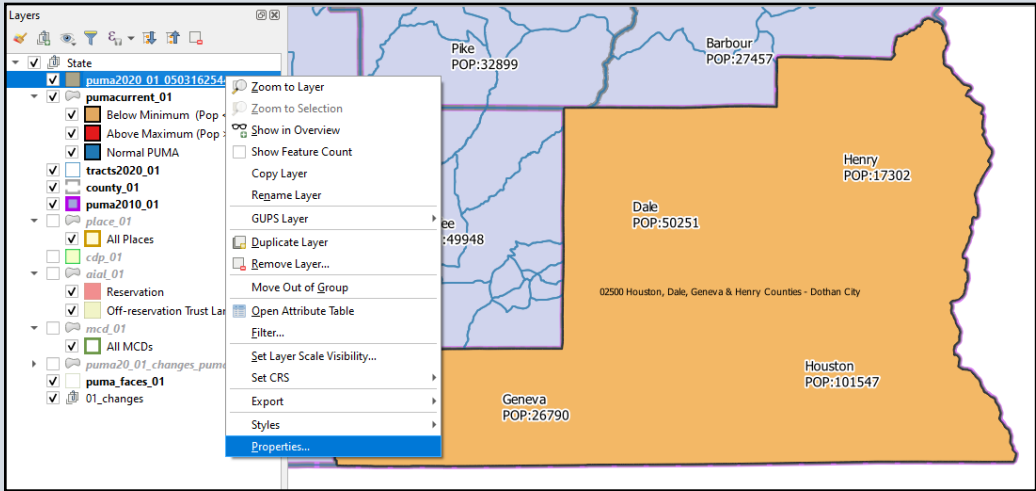 Layers
State
puma2020_01_050316254
pumacurrent_01
Below Minimum (Pop <
Above Maximum (Pop >
Normal PUMA
tracts2020_01
county_01
puma2010_01
place_01
All Places
cdp_01
aial_01
Reservation
Off-reservation Trust Lar
mcd_01
All MCDs
puma20_01_changes_puma
puma_faces_01
01_changes
Zoom to Layer
Zoom to Selection
Show in Overview
Show Feature Count
Copy Layer
Rename Layer
GUPS Layer
Duplicate Layer
Remove Layer...
Move Out of Group
Open Attribute Table
Filter...
Set Layer Scale Visibility...
Set CRS
Export
Styles
Properties...
Pike
POP:32899
Barbour
POP:27457
Henry
POP:17302
Dale
POP:50251
ee
:49948
02500 Houston, Dale, Geneva & Henry Counties - Dothan City
Houston
POP:101547
Geneva
POP:26790